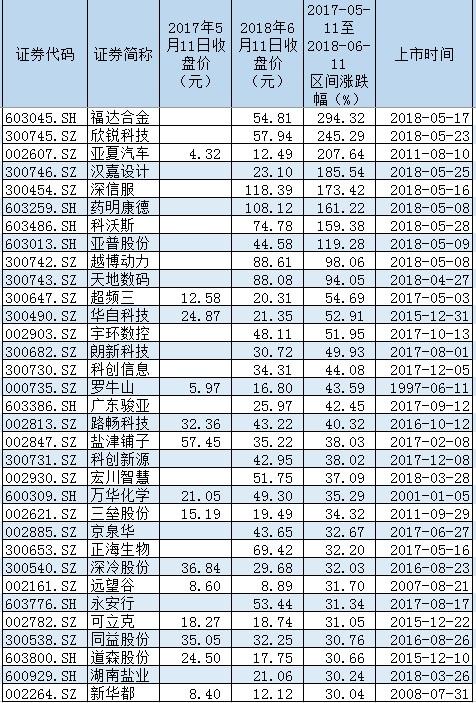 证券代码 证券简称 2017年5月11日收盘价（元） 2018年6月11日收盘价（元） 2017-05-11至2018-06-11区间涨跌幅（%） 上市时间
603045.SH 福达合金 54.81 294.32 2018-05-17
300745.SZ 欣锐科技 57.94 245.29 2018-05-23
002607.SZ 亚夏汽车 4.32 12.49 207.64 2011-08-10
300746.SZ 汉嘉设计 23.10 185.54 2018-05-25
300454.SZ 深信服 118.39 173.42 2018-05-16
603259.SH 药明康德 108.12 161.22 2018-05-08
603486.SH 科沃斯 74.78 159.38 2018-05-28
603013.SH 亚普股份 44.58 119.28 2018-05-09
300742.SZ 越博动力 88.61 98.06 2018-05-08
300743.SZ 天地数码 88.08 94.05 2018-04-27
300647.SZ 超频三 12.58 20.31 54.69 2017-05-03
300490.SZ 华自科技 24.87 21.35 52.91 2015-12-31
002903.SZ 宇环数控 48.11 51.95 2017-10-13
300682.SZ 朗新科技 30.72 49.93 2017-08-01
300730.SZ 科创信息 34.31 44.08 2017-12-05
000735.SZ 罗牛山 5.97 16.80 43.59 1997-06-11
603386.SH 广东骏亚 25.97 42.45 2017-09-12
002813.SZ 路畅科技 32.36 43.22 40.32 2016-10-12
002847.SZ 盐津铺子 57.45 35.22 38.03 2017-02-08
300731.SZ 科创新源 42.95 38.02 2017-12-08
002930.SZ 宏川智慧 51.75 37.09 2018-03-28
600309.SH 万华化学 21.05 49.30 35.29 2001-01-05
002621.SZ 三垒股份 15.19 19.49 34.32 2011-09-29
002885.SZ 京泉华 43.65 32.67 2017-06-27
300653.SZ 正海生物 69.42 32.20 2017-05-16
300540.SZ 深冷股份 36.84 29.68 32.03 2016-08-23
002161.SZ 远望谷 8.60 8.89 31.70 2007-08-21
603776.SH 永安行 53.44 31.34 2017-08-17
002782.SZ 可立克 18.27 18.74 31.05 2015-12-22
300538.SZ 同益股份 35.05 32.25 30.76 2016-08-26
603800.SH 道森股份 24.50 17.75 30.66 2015-12-10
600929.SH 湖南盐业 21.06 30.24 2018-03-26
002264.SZ 新华都 8.40 12.12 30.04 2008-07-31